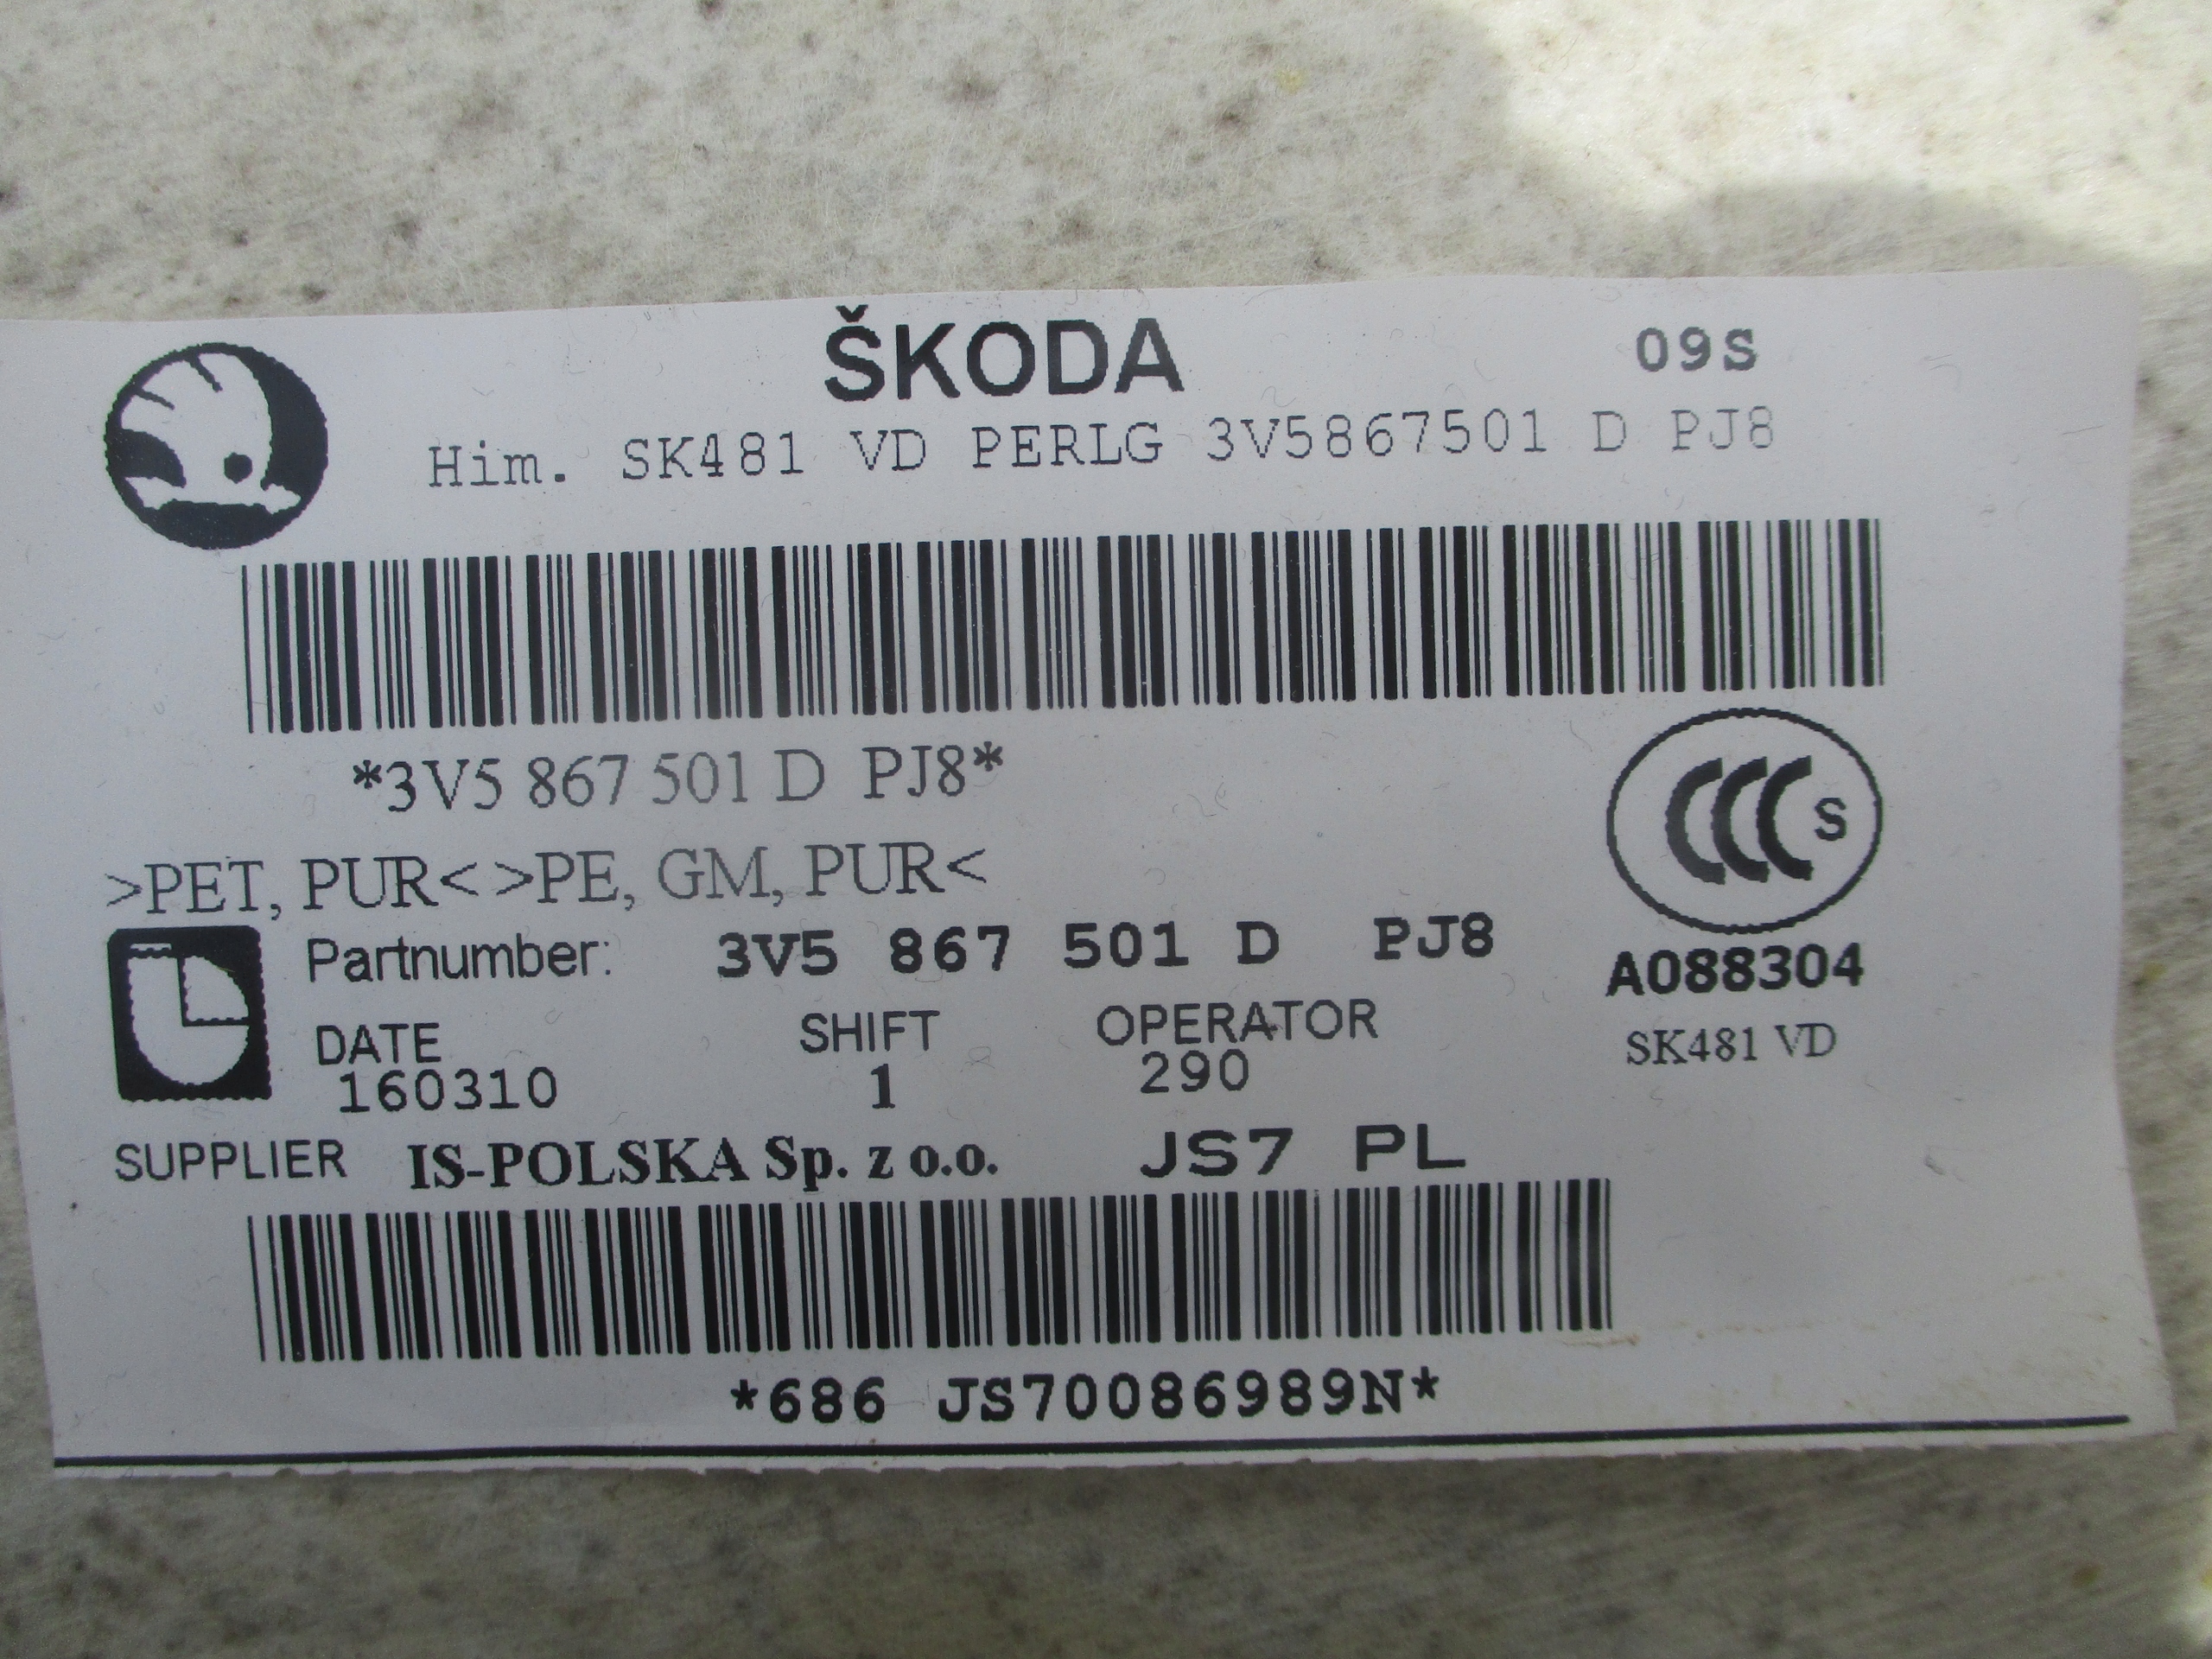 ŠKODA 09S
Him. SK481 VD PERLG 3V5867501 D PJ8
*3V5 867 501 D PJ8*
>PET, PUR< >PE, GM, PUR<
CCC S
Partnumber: 3V5 867 501 D PJ8
A088304
DATE SHIFT OPERATOR
SK481 VD
160310 1 290
SUPPLIER IS-POLSKA Sp. z o.o. JS7 PL
*686 JS70086989N*